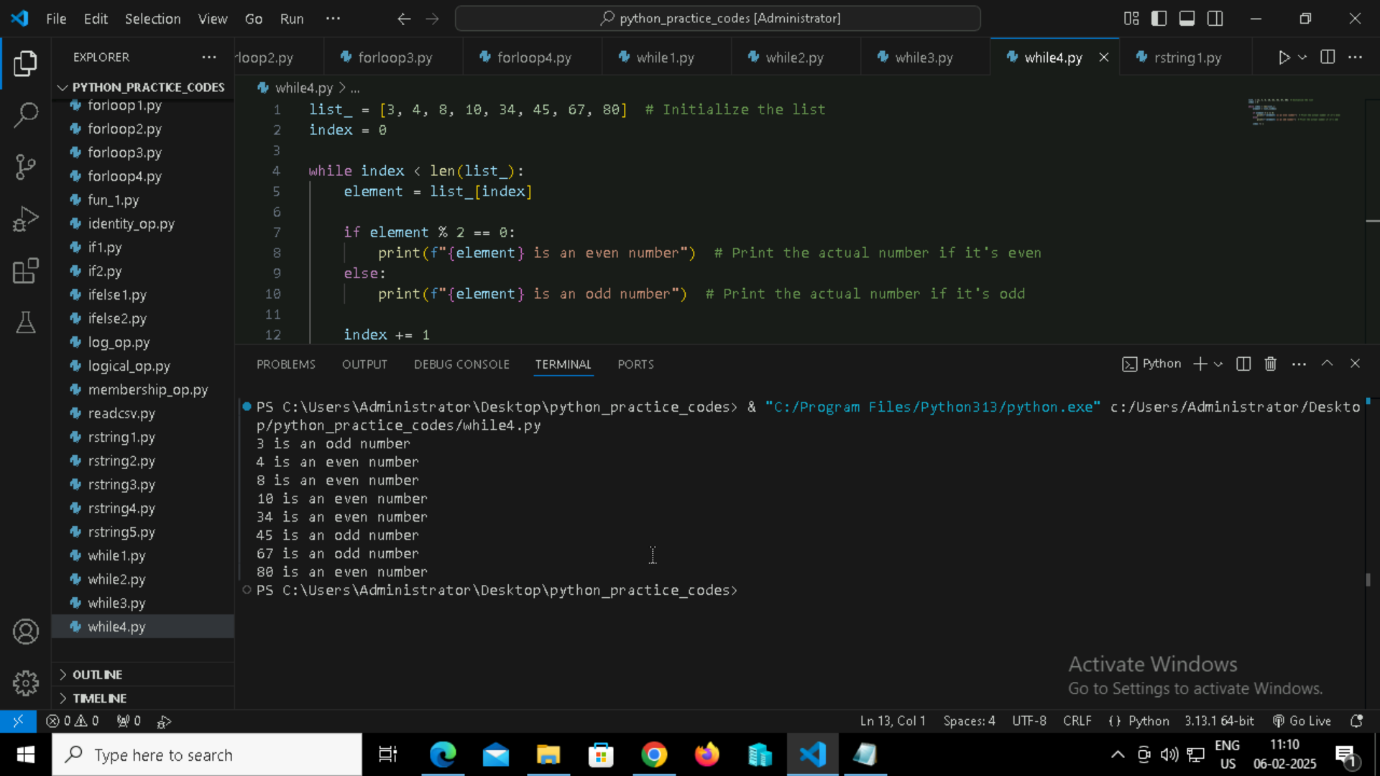 File Edit Selection View Go Run ··· python_practice_codes [Administrator]
EXPLORER ···
PYTHON_PRACTICE_CODES
forloop1.py
forloop2.py
forloop3.py
forloop4.py
fun_1.py
identity_op.py
if1.py
if2.py
ifelse1.py
ifelse2.py
log_op.py
logical_op.py
membership_op.py
readcsv.py
rstring1.py
rstring2.py
rstring3.py
rstring4.py
rstring5.py
while1.py
while2.py
while3.py
while4.py
OUTLINE
TIMELINE
rloop2.py forloop3.py forloop4.py while1.py while2.py while3.py while4.py rstring1.py ···
while4.py > ...
1 list_ = [3, 4, 8, 10, 34, 45, 67, 80]  # Initialize the list
2 index = 0
3
4 while index < len(list_):
5     element = list_[index]
6
7     if element % 2 == 0:
8         print(f"{element} is an even number")  # Print the actual number if it's even
9     else:
10         print(f"{element} is an odd number")  # Print the actual number if it's odd
11
12     index += 1
PROBLEMS OUTPUT DEBUG CONSOLE TERMINAL PORTS Python ···
PS C:\Users\Administrator\Desktop\python_practice_codes> & "C:/Program Files/Python313/python.exe" c:/Users/Administrator/Deskto
p/python_practice_codes/while4.py
3 is an odd number
4 is an even number
8 is an even number
10 is an even number
34 is an even number
45 is an odd number
67 is an odd number
80 is an even number
PS C:\Users\Administrator\Desktop\python_practice_codes>
Activate Windows
Go to Settings to activate Windows.
0 0 0 Ln 13, Col 1 Spaces: 4 UTF-8 CRLF {} Python 3.13.1 64-bit Go Live
Type here to search
ENG
US
11:10
06-02-2025
1